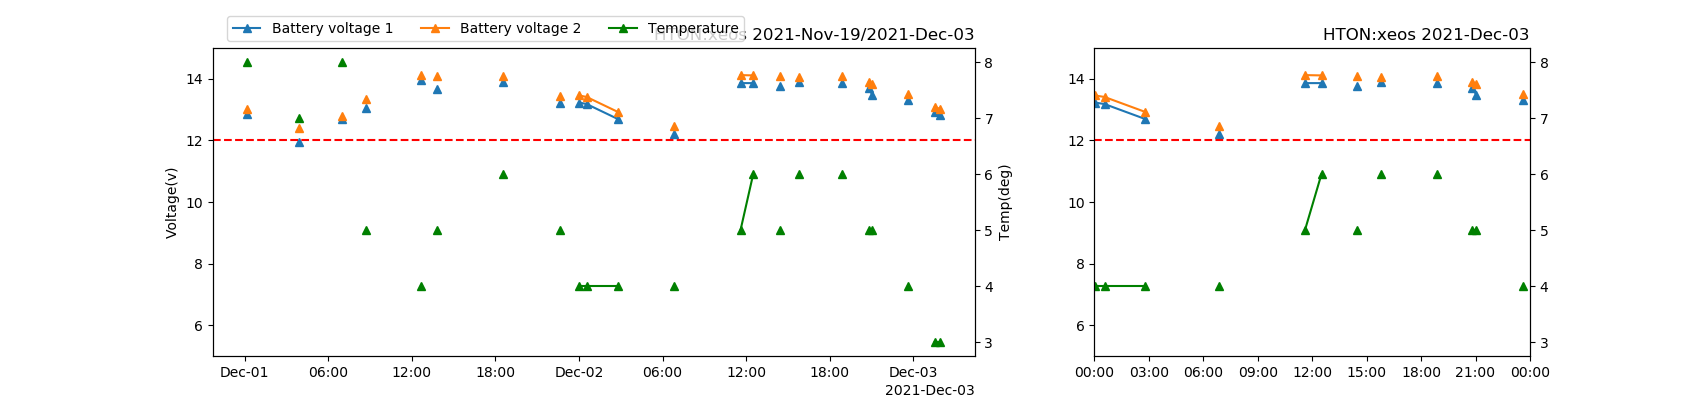 Battery voltage 1 Battery voltage 2 Temperature
HTON:xeos 2021-Nov-19/2021-Dec-03
HTON:xeos 2021-Dec-03
Voltage(v)
14
12
10
8
6
8
7
6
5
4
3
Temp(deg)
Dec-01 06:00 12:00 18:00 Dec-02 06:00 12:00 18:00 Dec-03
2021-Dec-03
14
12
10
8
6
8
7
6
5
4
3
00:00 03:00 06:00 09:00 12:00 15:00 18:00 21:00 00:00